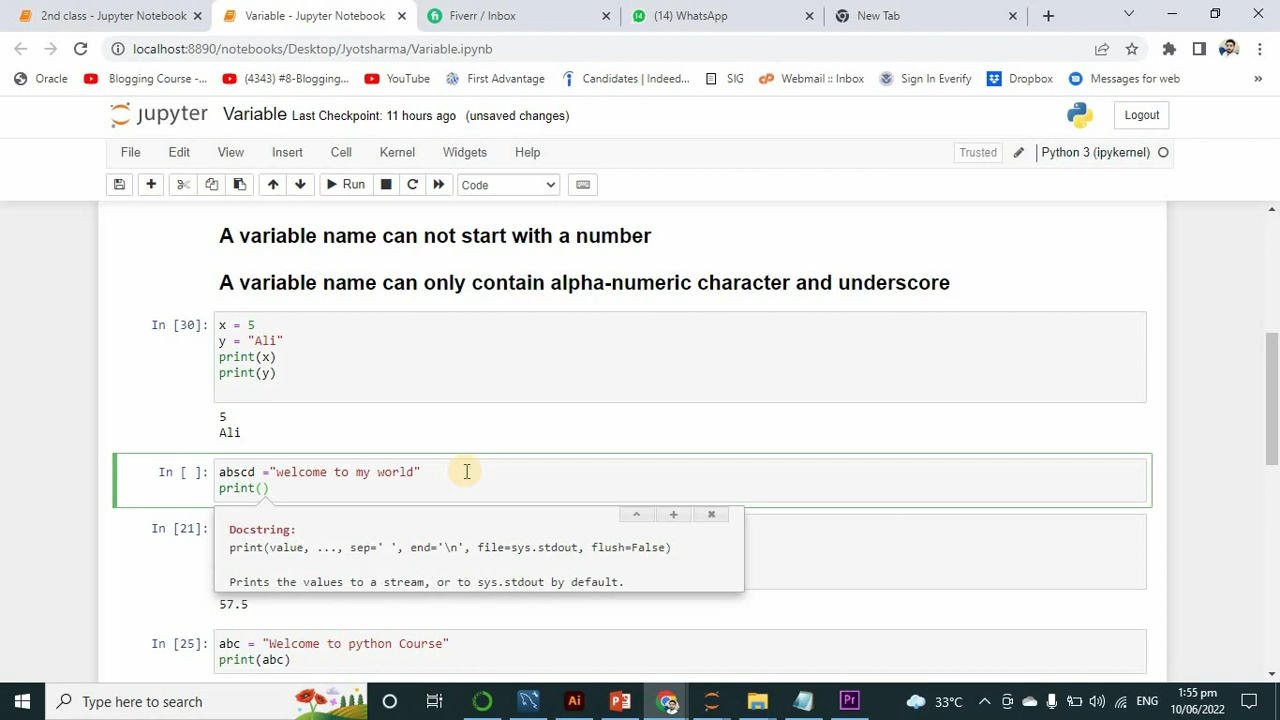 2nd class - Jupyter Notebook
Variable - Jupyter Notebook
Fiverr / Inbox
(14) WhatsApp
New Tab
localhost:8890/notebooks/Desktop/Jyotsharma/Variable.ipynb
Oracle
Blogging Course -...
(4343) #8-Blogging...
YouTube
First Advantage
Candidates | Indeed...
SIG
Webmail :: Inbox
Sign In Everify
Dropbox
Messages for web
»
jupyter
Variable Last Checkpoint: 11 hours ago (unsaved changes)
Logout
File Edit View Insert Cell Kernel Widgets Help
Trusted
Python 3 (ipykernel)
Run
Code
A variable name can not start with a number
A variable name can only contain alpha-numeric character and underscore
In [30]: x = 5
y = "Ali"
print(x)
print(y)
5
Ali
In [ ]: abscd ="welcome to my world"
print()
In [21]:
Docstring:
print(value, ..., sep=' ', end='\n', file=sys.stdout, flush=False)
Prints the values to a stream, or to sys.stdout by default.
57.5
In [25]: abc = "Welcome to python Course"
print(abc)
Type here to search
Ai
Pr
33°C
ENG
1:55 pm
10/06/2022